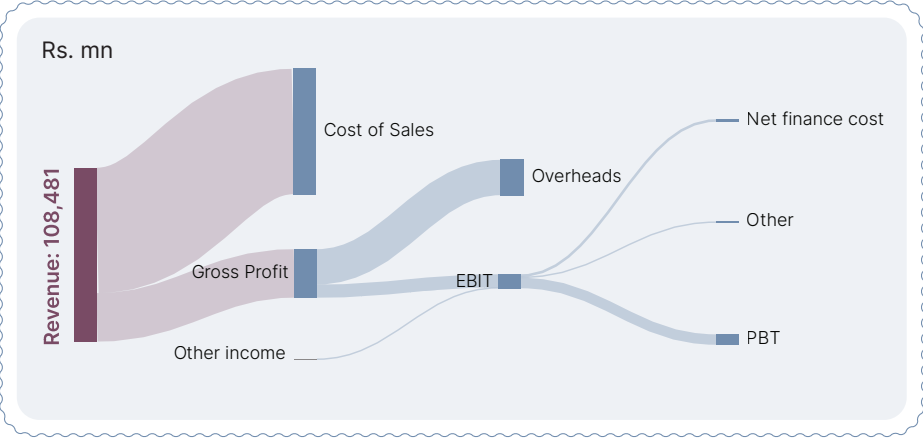 Rs. mn
Revenue: 108,481
Cost of Sales
Gross Profit
Other income
Overheads
EBIT
Net finance cost
Other
PBT